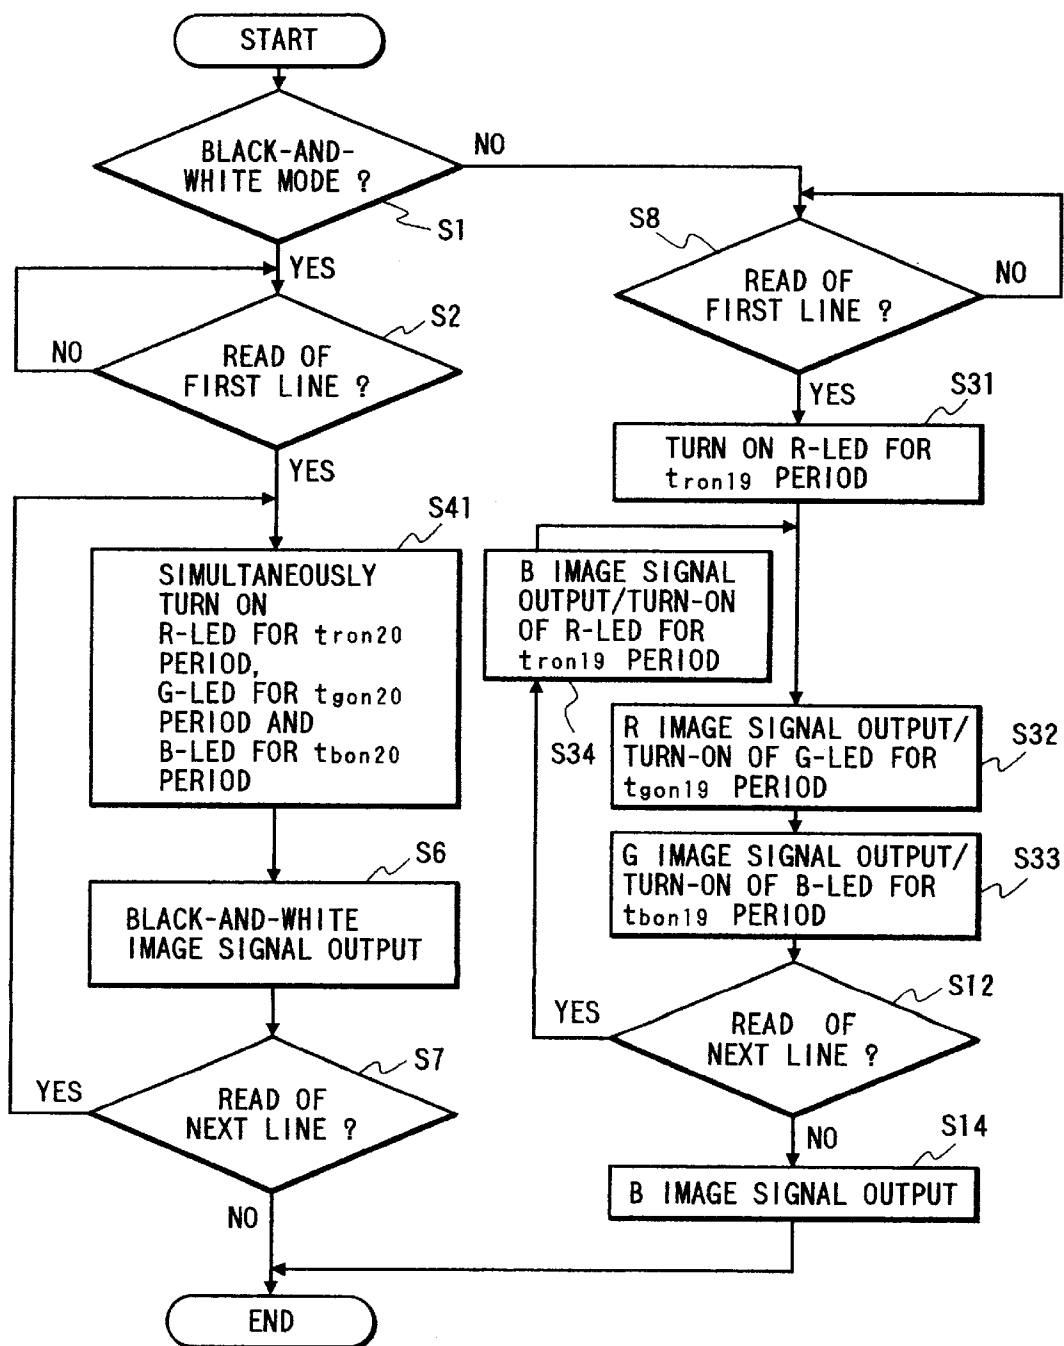 START
BLACK-AND-
WHITE MODE ?
NO
S1
YES
S2
NO
READ OF
FIRST LINE ?
YES
S41
SIMULTANEOUSLY
TURN ON
R-LED FOR tron20
PERIOD,
G-LED FOR tgon20
PERIOD AND
B-LED FOR tbon20
PERIOD
S6
BLACK-AND-WHITE
IMAGE SIGNAL OUTPUT
S7
YES
READ OF
NEXT LINE ?
NO
END
S8
READ OF
FIRST LINE ?
NO
YES
S31
TURN ON R-LED FOR
tron19 PERIOD
B IMAGE SIGNAL
OUTPUT/TURN-ON
OF R-LED FOR
tron19 PERIOD
S34
R IMAGE SIGNAL OUTPUT/
TURN-ON OF G-LED FOR
tgon19 PERIOD
S32
G IMAGE SIGNAL OUTPUT/
TURN-ON OF B-LED FOR
tbon19 PERIOD
S33
S12
YES
READ OF
NEXT LINE ?
NO
S14
B IMAGE SIGNAL OUTPUT